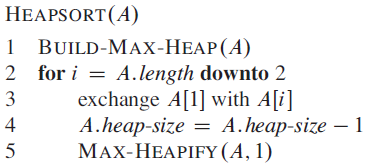 HEAPSORT(A)
1 BUILD-MAX-HEAP(A)
2 for i = A.length downto 2
3 exchange A[1] with A[i]
4 A.heap-size = A.heap-size − 1
5 MAX-HEAPIFY(A, 1)